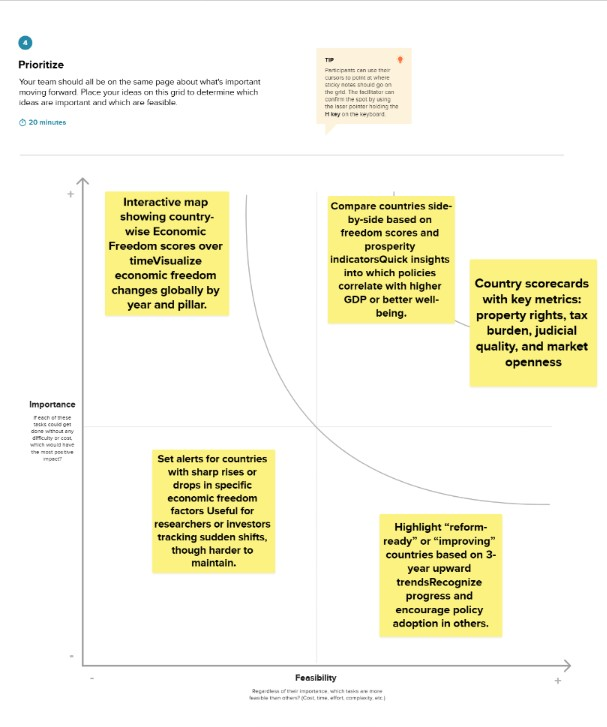 4
Prioritize
Your team should all be on the same page about what's important
moving forward. Place your ideas on this grid to determine which
ideas are important and which are feasible.
20 minutes
TIP
Participants can use their
cursors to point at where
sticky notes should go on
the grid. The facilitator can
confirm the spot by using
the laser pointer holding the
H key on the keyboard.
+
Interactive map
showing country-
wise Economic
Freedom scores over
timeVisualize
economic freedom
changes globally by
year and pillar.
Compare countries side-
by-side based on
freedom scores and
prosperity
indicatorsQuick insights
into which policies
correlate with higher
GDP or better well-
being.
Country scorecards
with key metrics:
property rights, tax
burden, judicial
quality, and market
openness
Importance
If each of these
tasks could get
done without any
difficulty or cost,
which would have
the most positive
impact?
Set alerts for countries
with sharp rises or
drops in specific
economic freedom
factors Useful for
researchers or investors
tracking sudden shifts,
though harder to
maintain.
Highlight “reform-
ready” or “improving”
countries based on 3-
year upward
trendsRecognize
progress and
encourage policy
adoption in others.
-
-
Feasibility
+
Regardless of their importance, which tasks are more
feasible than others? (Cost, time, effort, complexity, etc.)